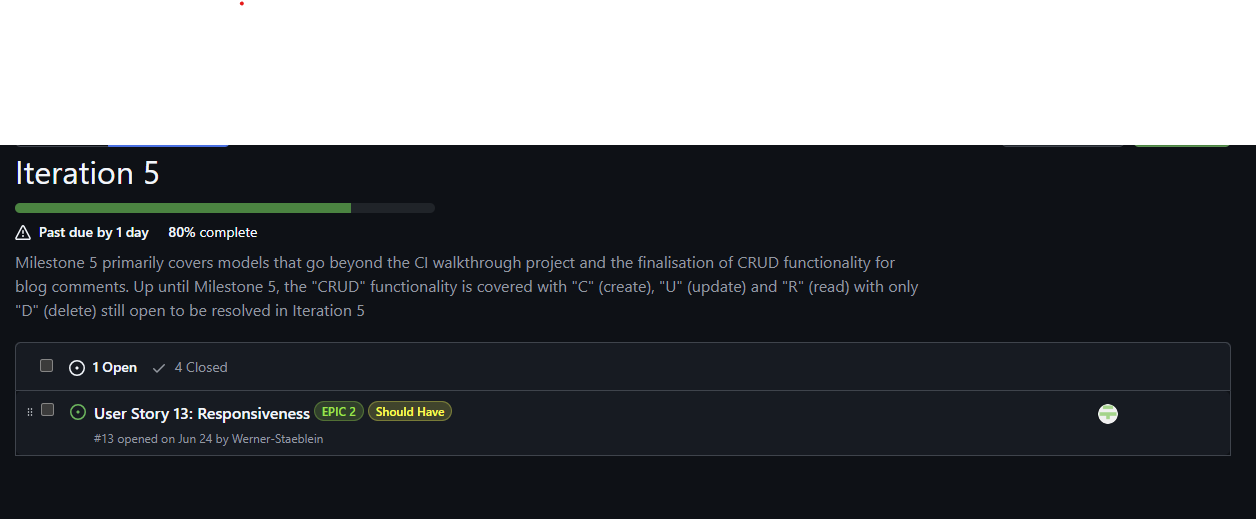 Iteration 5
Past due by 1 day 80% complete
Milestone 5 primarily covers models that go beyond the CI walkthrough project and the finalisation of CRUD functionality for
blog comments. Up until Milestone 5, the "CRUD" functionality is covered with "C" (create), "U" (update) and "R" (read) with only
"D" (delete) still open to be resolved in Iteration 5
1 Open 4 Closed
User Story 13: Responsiveness EPIC 2 Should Have
#13 opened on Jun 24 by Werner-Staeblein